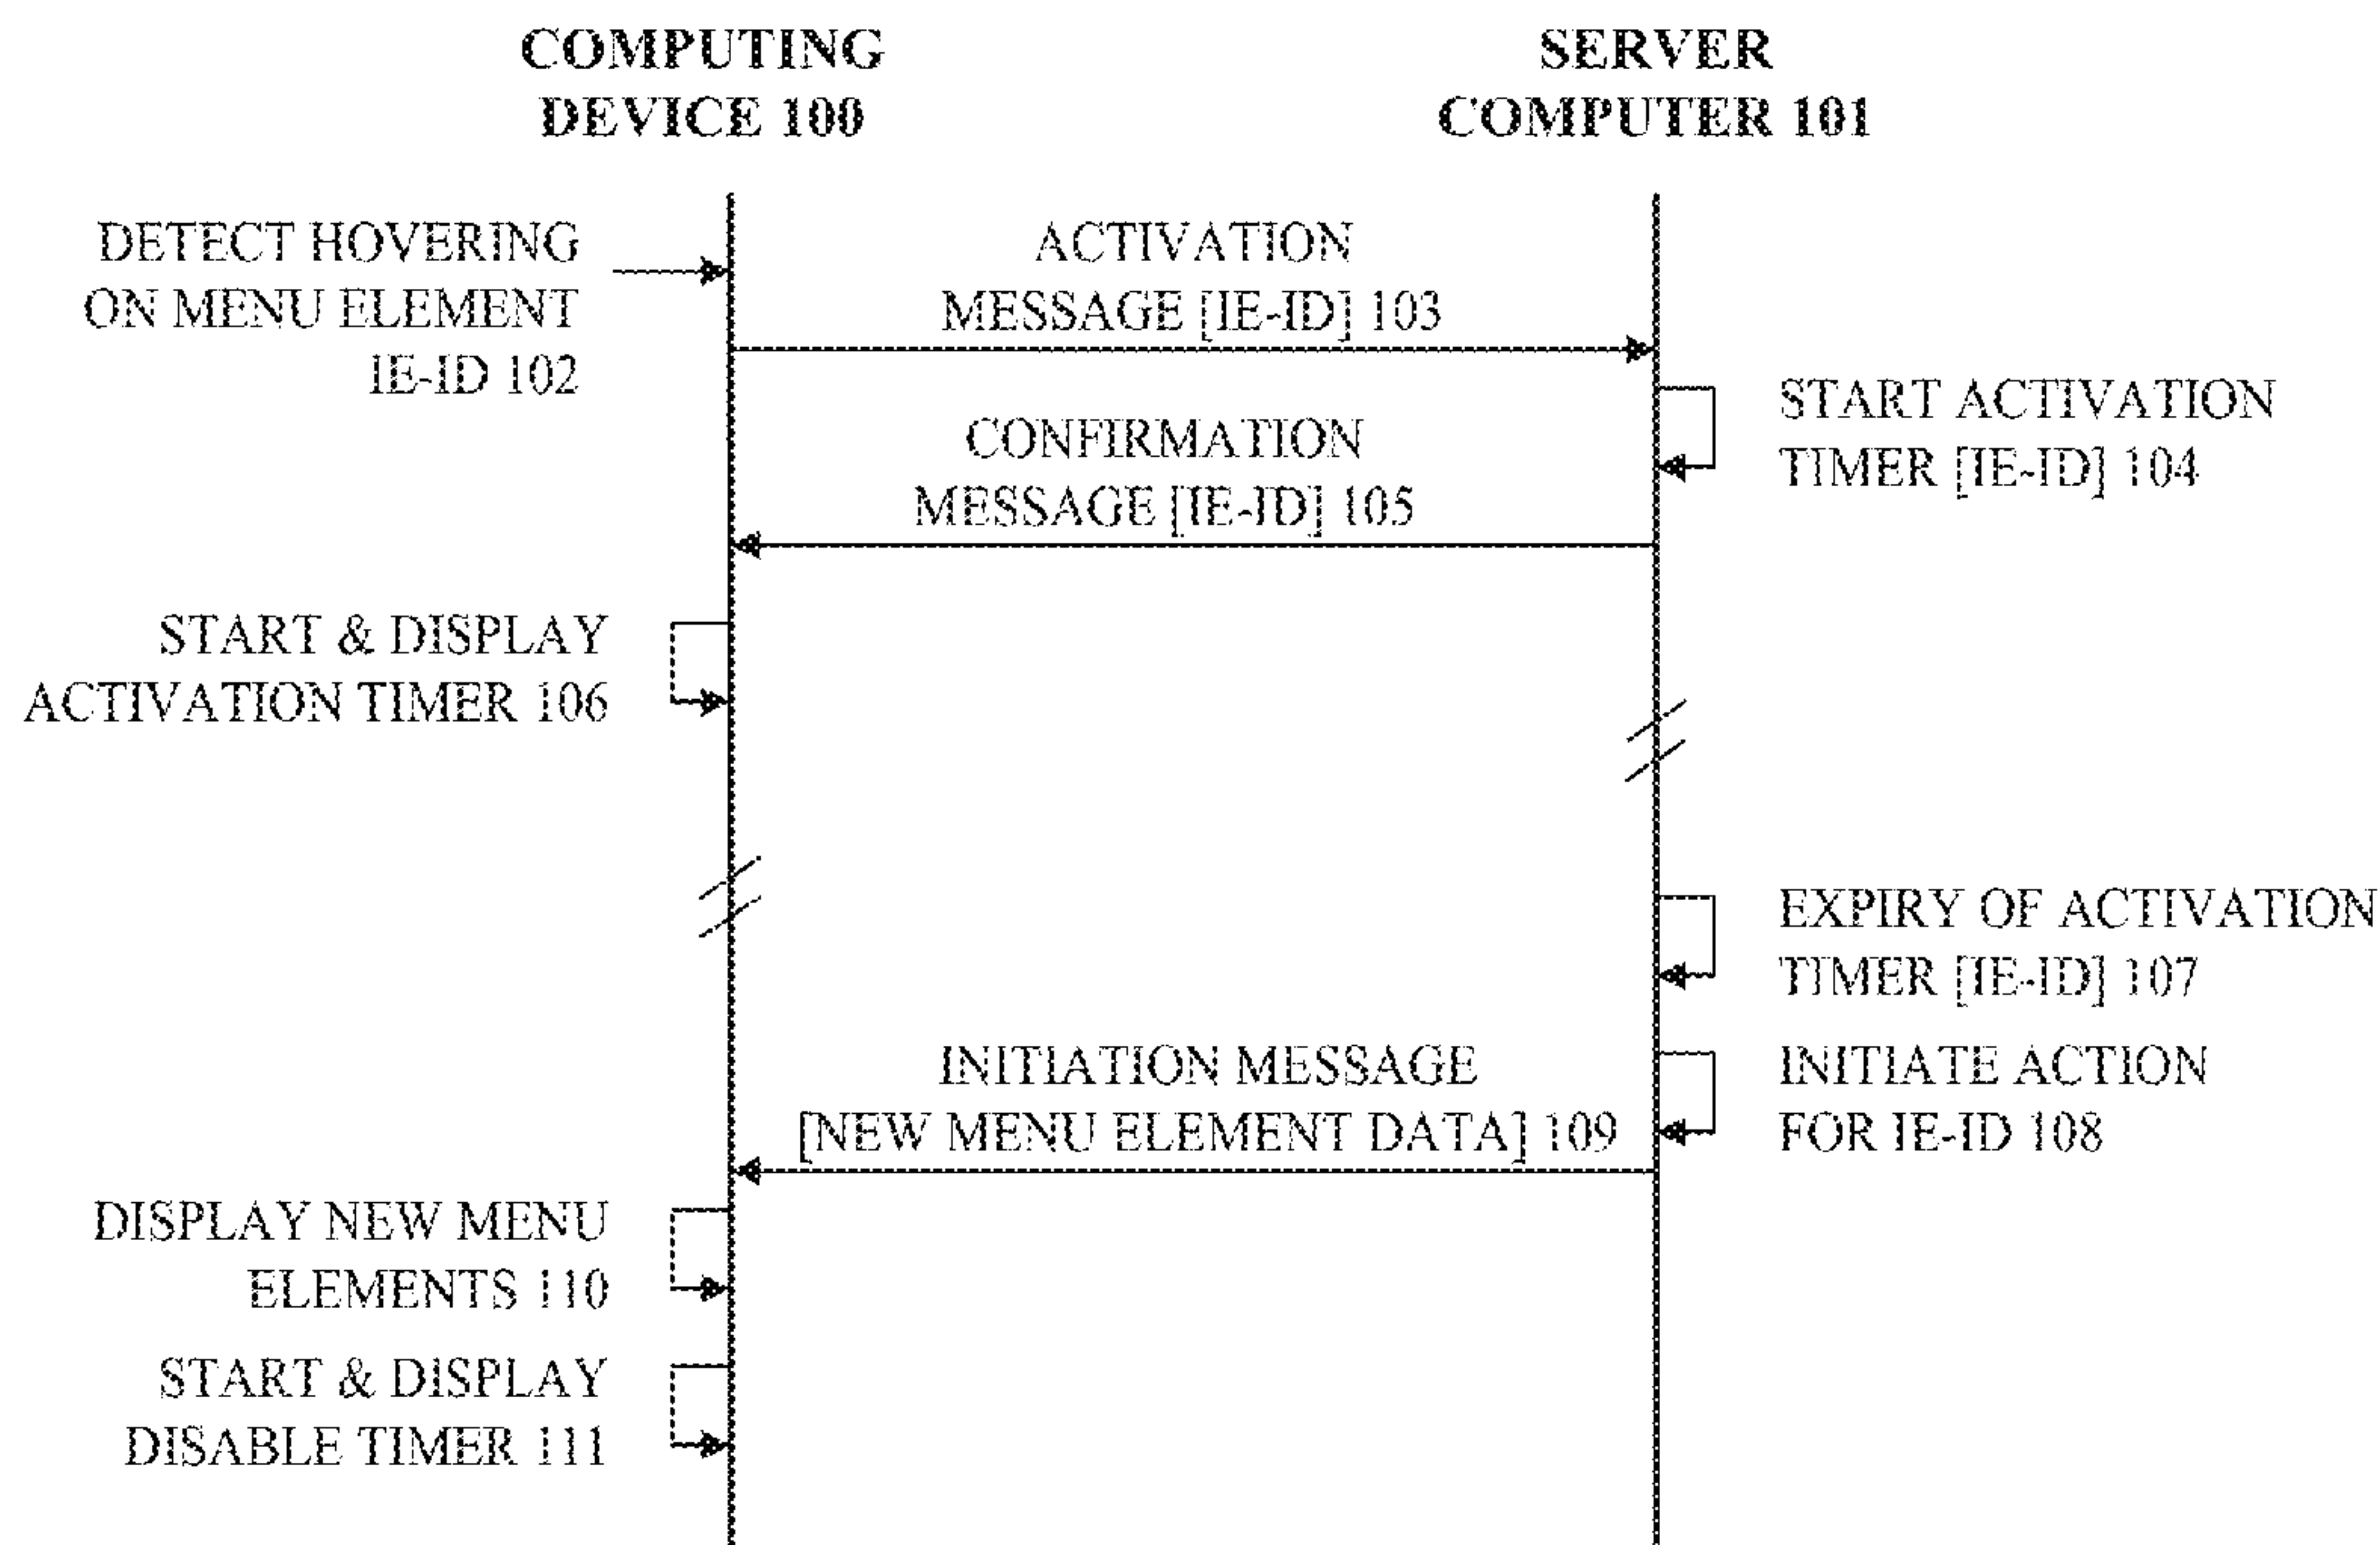 COMPUTING
DEVICE 100
SERVER
COMPUTER 101
DETECT HOVERING
ON MENU ELEMENT
IE-ID 102
ACTIVATION
MESSAGE [IE-ID] 103
START ACTIVATION
TIMER [IE-ID] 104
CONFIRMATION
MESSAGE [IE-ID] 105
START & DISPLAY
ACTIVATION TIMER 106
EXPIRY OF ACTIVATION
TIMER [IE-ID] 107
INITIATE ACTION
FOR IE-ID 108
INITIATION MESSAGE
[NEW MENU ELEMENT DATA] 109
DISPLAY NEW MENU
ELEMENTS 110
START & DISPLAY
DISABLE TIMER 111